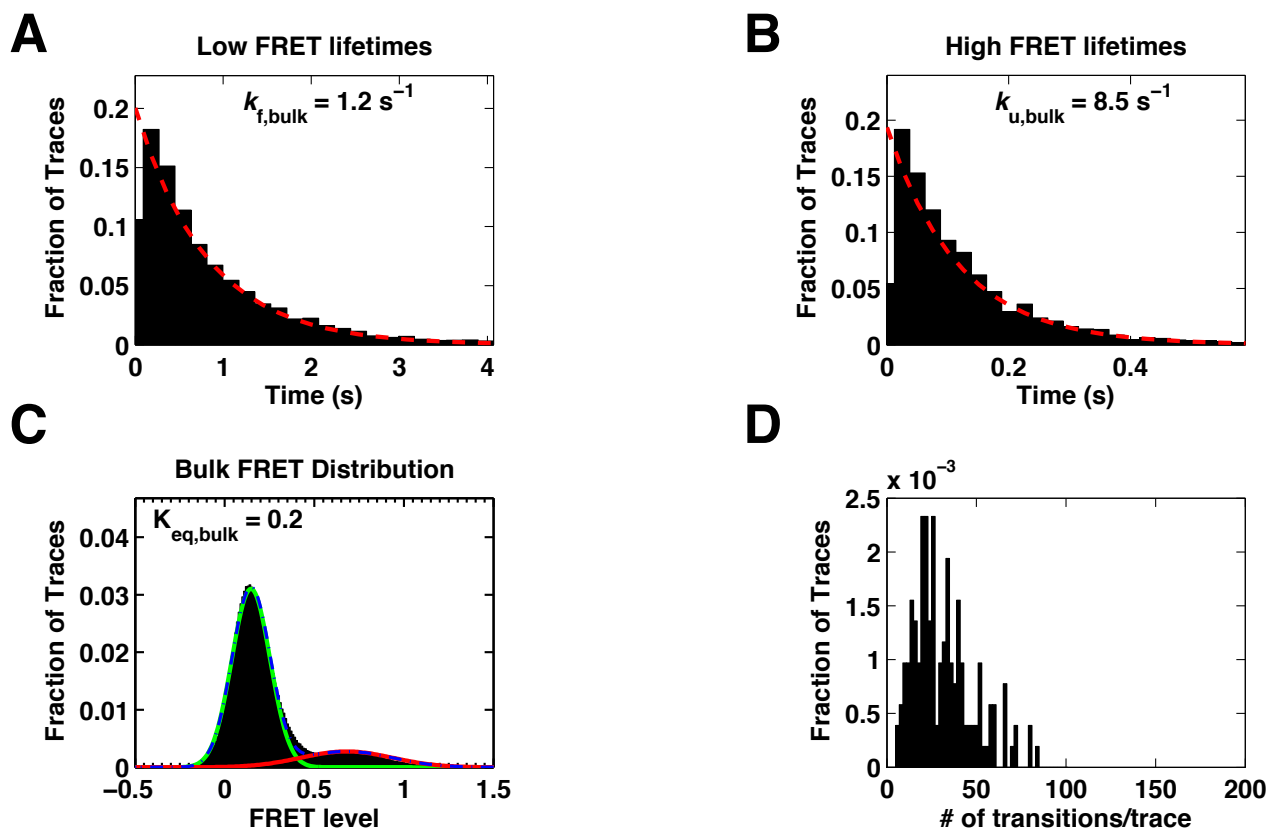 A
Low FRET lifetimes
kf,bulk = 1.2 s−1
Fraction of Traces
0.2
0.15
0.1
0.05
0
0 1 2 3 4
Time (s)
B
High FRET lifetimes
ku,bulk = 8.5 s−1
Fraction of Traces
0.2
0.15
0.1
0.05
0
0 0.2 0.4
Time (s)
C
Bulk FRET Distribution
Keq,bulk = 0.2
Fraction of Traces
0.04
0.03
0.02
0.01
0
−0.5 0 0.5 1 1.5
FRET level
D
x 10−3
Fraction of Traces
2.5
2
1.5
1
0.5
0
0 50 100 150 200
# of transitions/trace